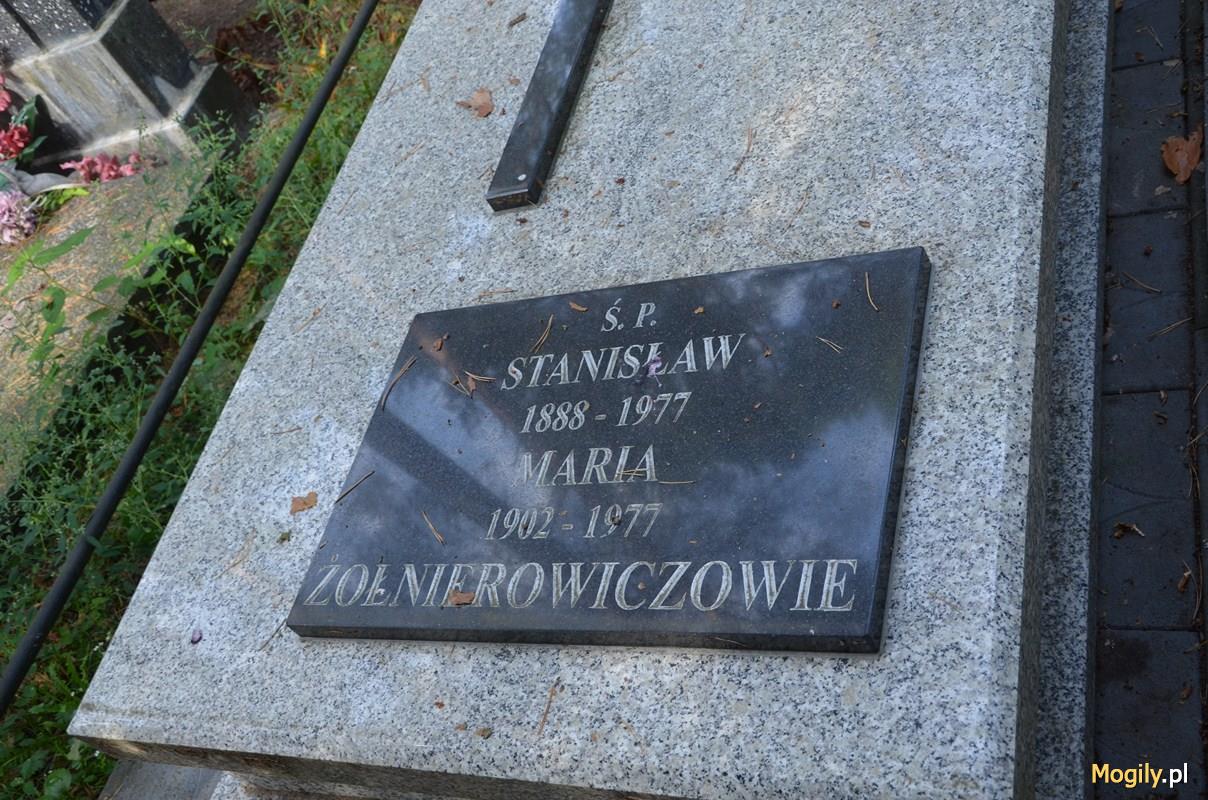 Ś. P.
STANISŁAW
1888 - 1977
MARIA
1902 - 1977
ŻOŁNIEROWICZOWIE
Mogily.pl